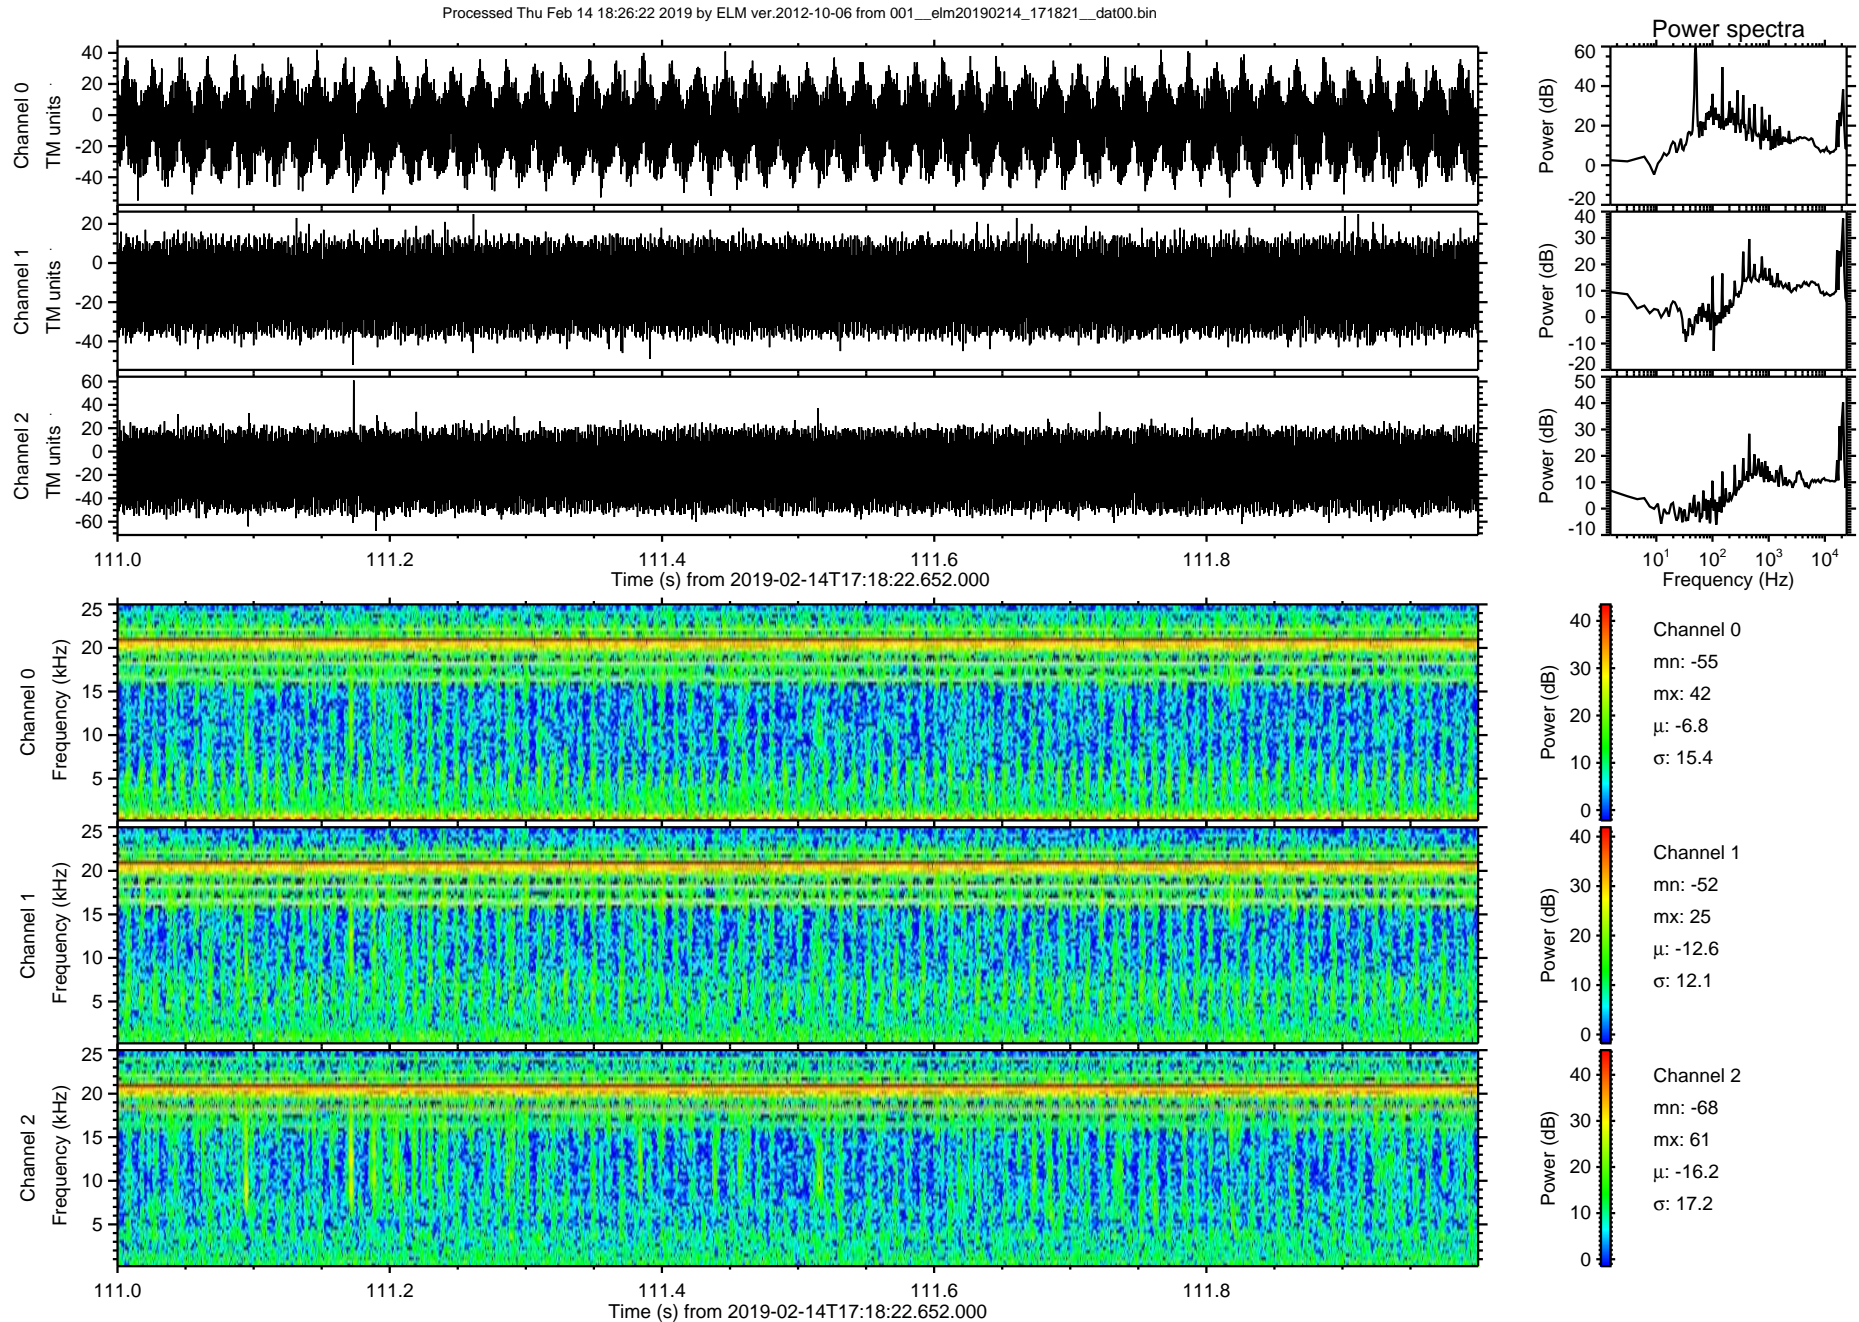 Processed Thu Feb 14 18:26:22 2019 by ELM ver.2012-10-06 from 001__elm20190214_171821__dat00.bin
Power spectra
Channel 0
TM units
40
20
0
-20
-40
Power (dB)
60
40
20
0
-20
Channel 1
TM units
20
0
-20
-40
Power (dB)
40
30
20
10
0
-10
-20
Channel 2
TM units
60
40
20
0
-20
-40
-60
Power (dB)
50
40
30
20
10
0
-10
111.0 111.2 111.4 111.6 111.8
Time (s) from 2019-02-14T17:18:22.652.000
10^1 10^2 10^3 10^4
Frequency (Hz)
Channel 0
Frequency (kHz)
25
20
15
10
5
Power (dB)
40
30
20
10
0
Channel 0
mn: -55
mx: 42
μ: -6.8
σ: 15.4
Channel 1
Frequency (kHz)
25
20
15
10
5
Power (dB)
40
30
20
10
0
Channel 1
mn: -52
mx: 25
μ: -12.6
σ: 12.1
Channel 2
Frequency (kHz)
25
20
15
10
5
Power (dB)
40
30
20
10
0
Channel 2
mn: -68
mx: 61
μ: -16.2
σ: 17.2
111.0 111.2 111.4 111.6 111.8
Time (s) from 2019-02-14T17:18:22.652.000